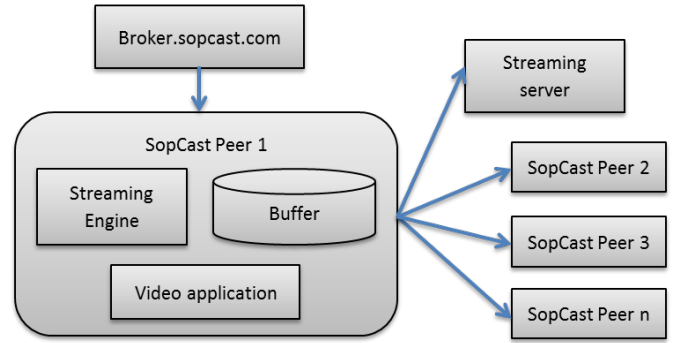 Broker.sopcast.com
Streaming
server
SopCast Peer 1
Streaming
Engine
Buffer
Video application
SopCast Peer 2
SopCast Peer 3
SopCast Peer n